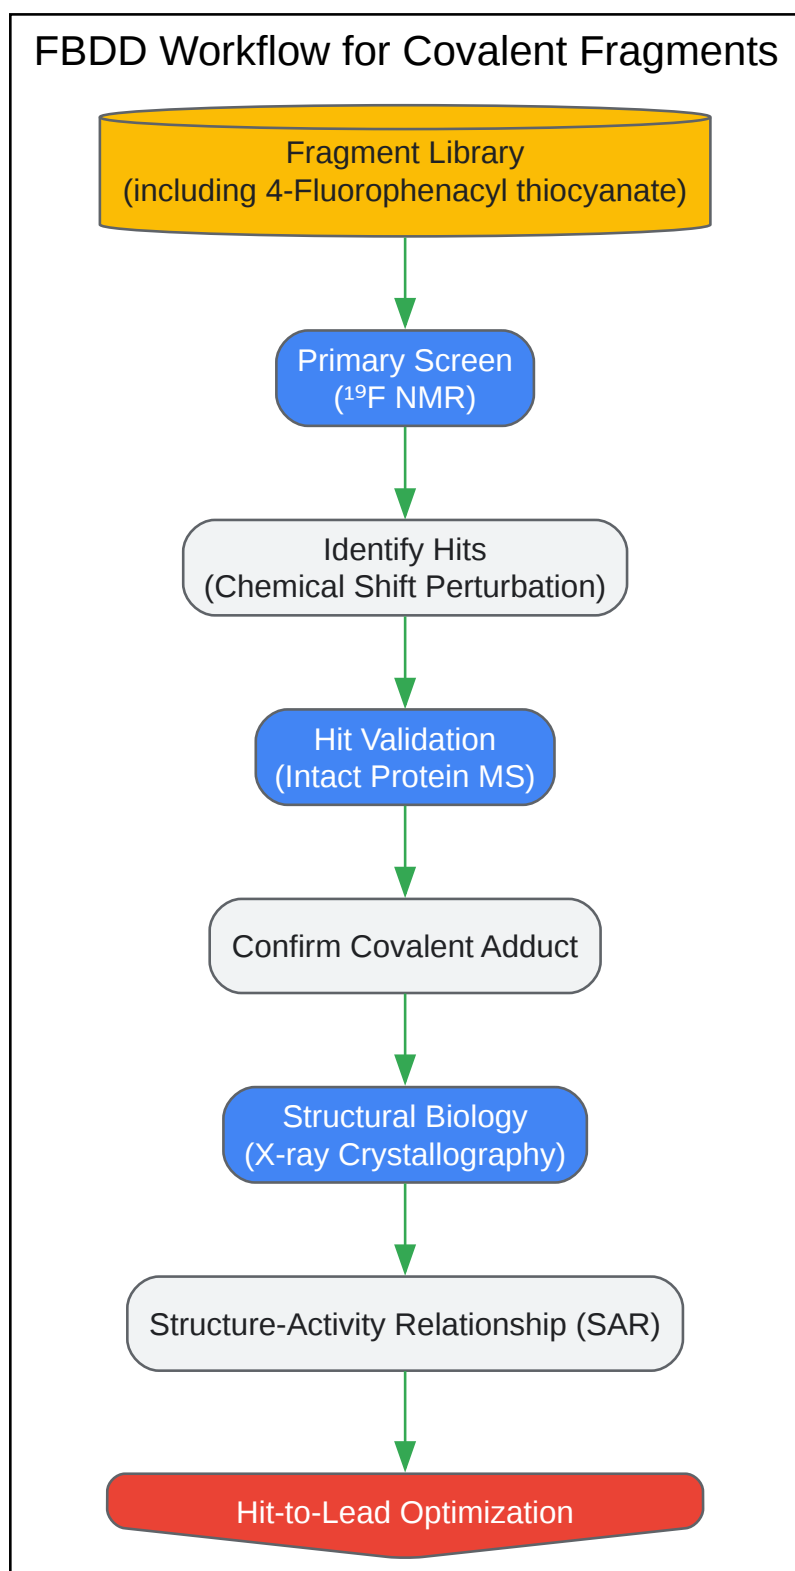 FBDD Workflow for Covalent Fragments
Fragment Library
(including 4-Fluorophenacyl thiocyanate)
Primary Screen
(¹⁹F NMR)
Identify Hits
(Chemical Shift Perturbation)
Hit Validation
(Intact Protein MS)
Confirm Covalent Adduct
Structural Biology
(X-ray Crystallography)
Structure-Activity Relationship (SAR)
Hit-to-Lead Optimization